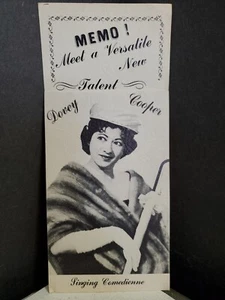 MEMO!
Meet a Versatile
New
Talent
Dovey Cooper
Singing Comedienne